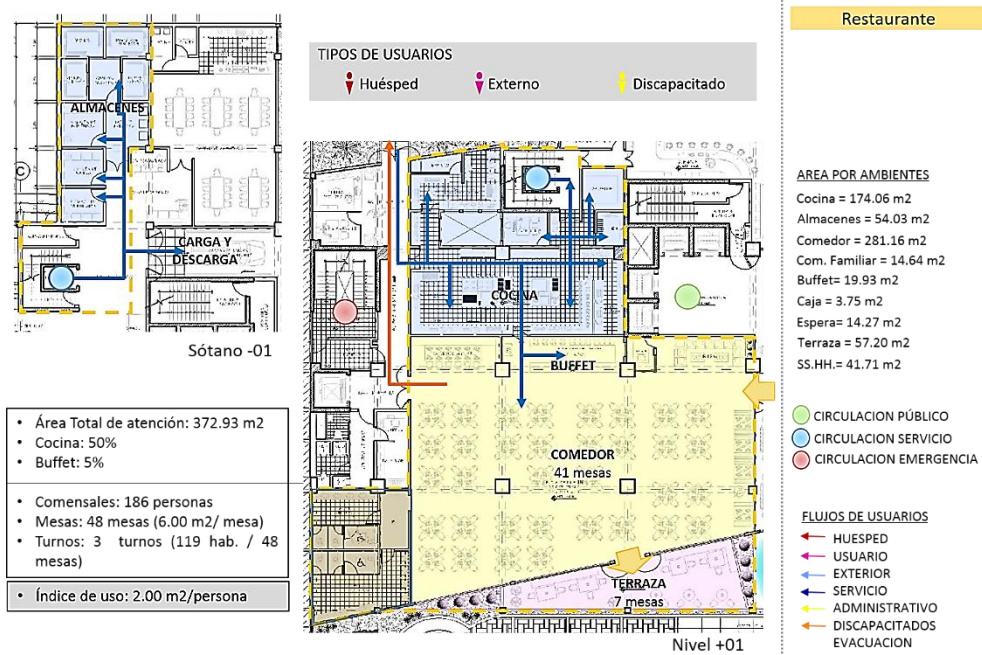 Restaurante
TIPOS DE USUARIOS
Huésped
Externo
Discapacitado
ALMACENES
CARGA Y
DESCARGA
Sótano -01
COCINA
BUFFET
COMEDOR
41 mesas
TERRAZA
7 mesas
Nivel +01
• Área Total de atención: 372.93 m2
• Cocina: 50%
• Buffet: 5%
• Comensales: 186 personas
• Mesas: 48 mesas (6.00 m2/ mesa)
• Turnos: 3 turnos (119 hab. / 48
mesas)
• Índice de uso: 2.00 m2/persona
AREA POR AMBIENTES
Cocina = 174.06 m2
Almacenes = 54.03 m2
Comedor = 281.16 m2
Com. Familiar = 14.64 m2
Buffet= 19.93 m2
Caja = 3.75 m2
Espera= 14.27 m2
Terraza = 57.20 m2
SS.HH.= 41.71 m2
CIRCULACION PÚBLICO
CIRCULACION SERVICIO
CIRCULACION EMERGENCIA
FLUJOS DE USUARIOS
HUESPED
USUARIO
EXTERIOR
SERVICIO
ADMINISTRATIVO
DISCAPACITADOS
EVACUACION